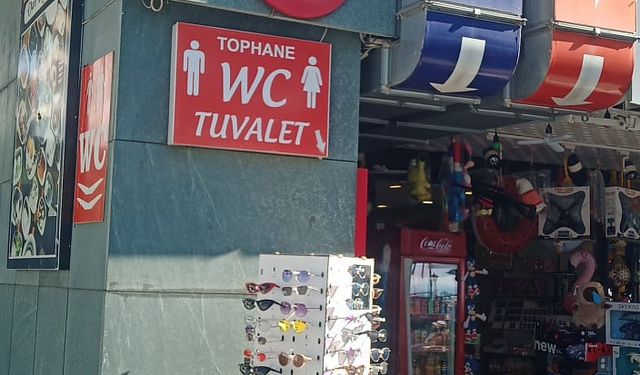 TOPHANE
WC
TUVALET
WC
Coca-Cola
new